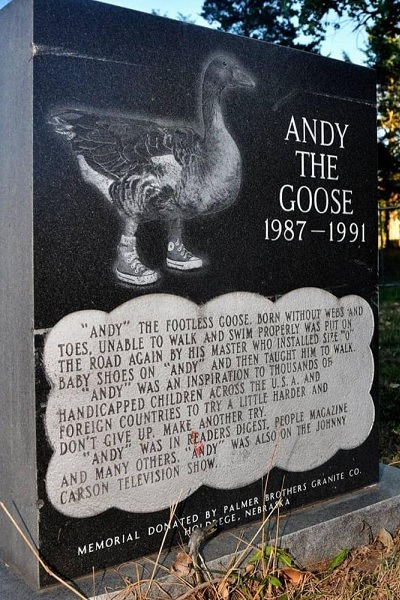 ANDY
THE
GOOSE
1987-1991
"ANDY" THE FOOTLESS GOOSE, BORN WITHOUT WEBS AND
TOES, UNABLE TO WALK AND SWIM PROPERLY WAS PUT ON
THE ROAD AGAIN BY HIS MASTER WHO INSTALLED SIZE "0"
BABY SHOES ON "ANDY" AND THEN TAUGHT HIM TO WALK.
"ANDY" WAS AN INSPIRATION TO THOUSANDS OF
HANDICAPPED CHILDREN ACROSS THE U.S.A. AND
FOREIGN COUNTRIES TO TRY A LITTLE HARDER AND
DON'T GIVE UP. MAKE ANOTHER TRY.
"ANDY" WAS IN READERS DIGEST, PEOPLE MAGAZINE
AND MANY OTHERS. "ANDY" WAS ALSO ON THE JOHNNY
CARSON TELEVISION SHOW.
MEMORIAL DONATED BY PALMER BROTHERS GRANITE CO.
HOLDREGE, NEBRASKA